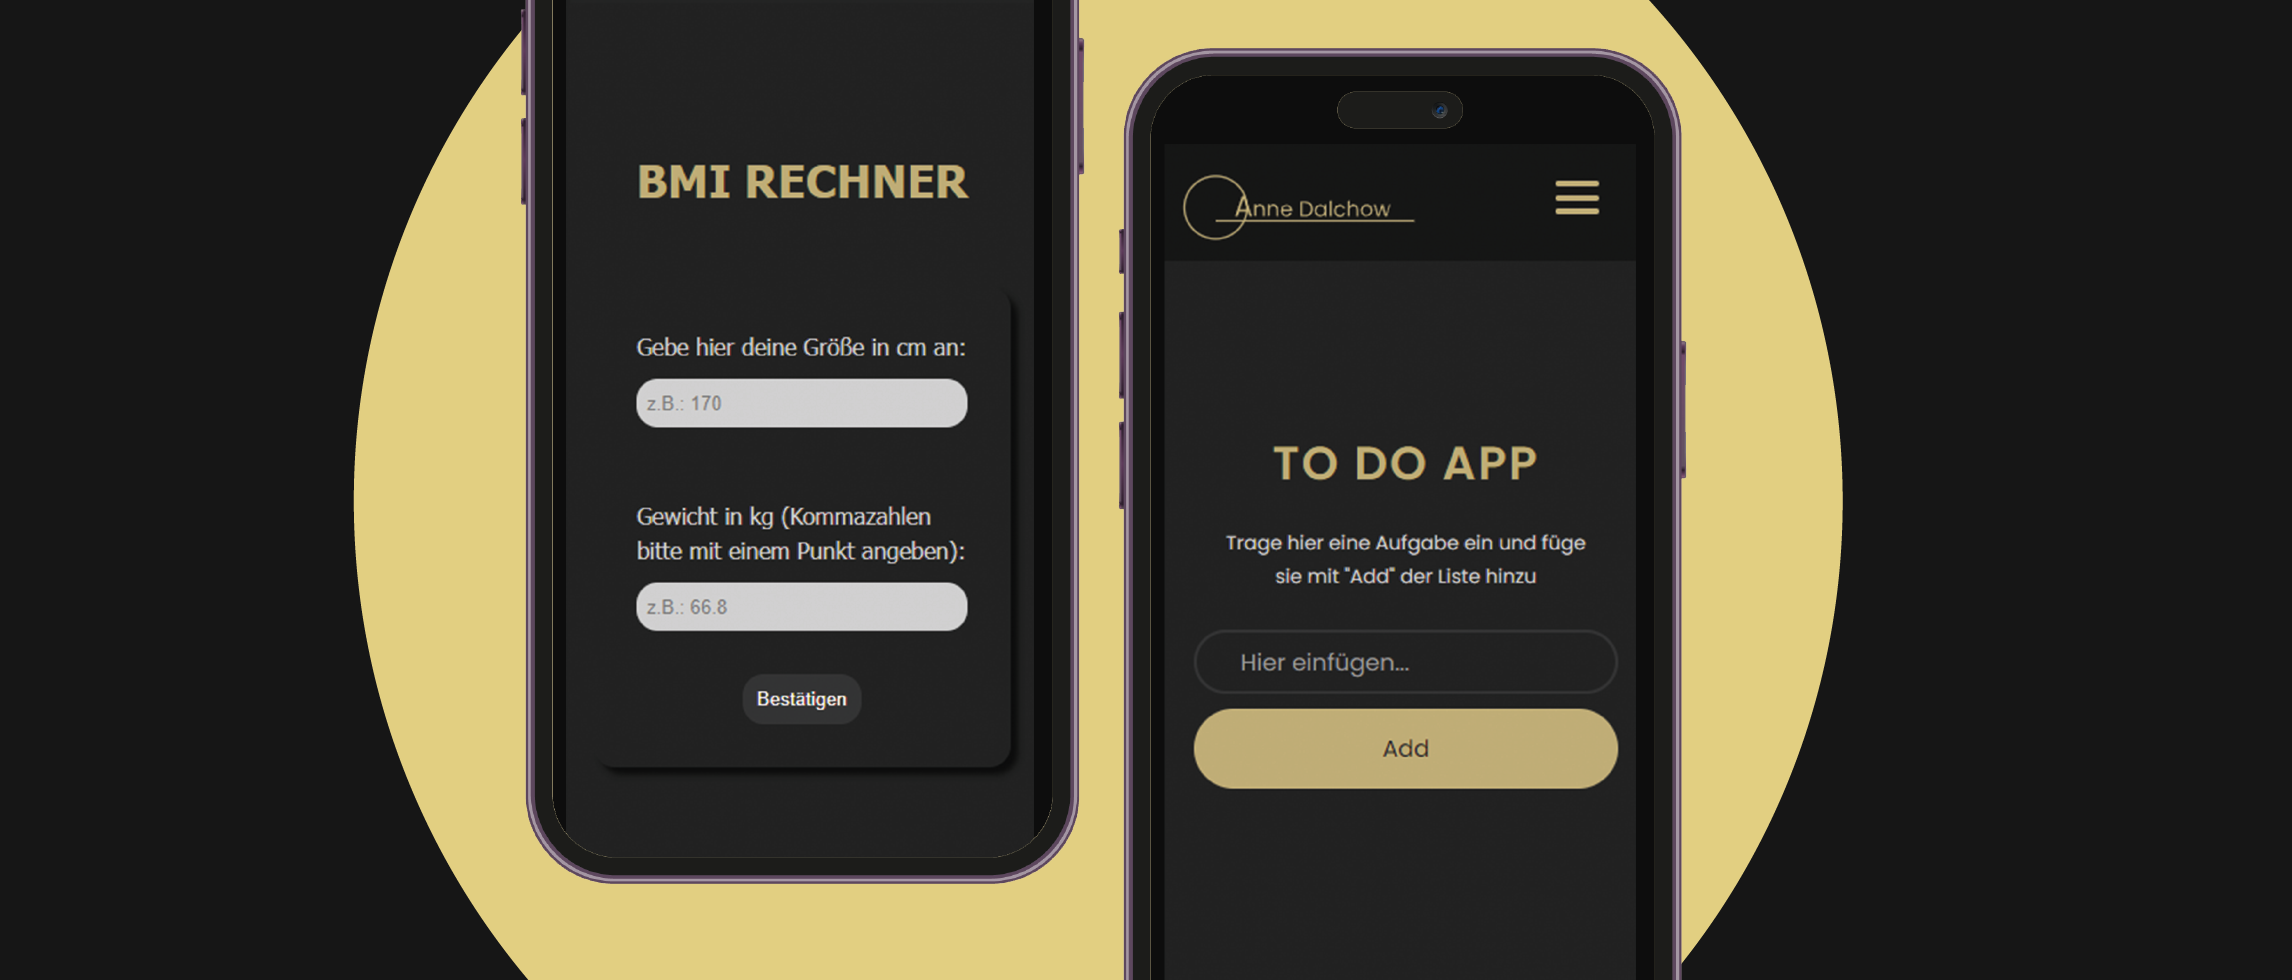 BMI RECHNER
Gebe hier deine Größe in cm an:
z.B.: 170
Gewicht in kg (Kommazahlen
bitte mit einem Punkt angeben):
z.B.: 66.8
Bestätigen
Anne Dalchow
TO DO APP
Trage hier eine Aufgabe ein und füge
sie mit "Add" der Liste hinzu
Hier einfügen...
Add